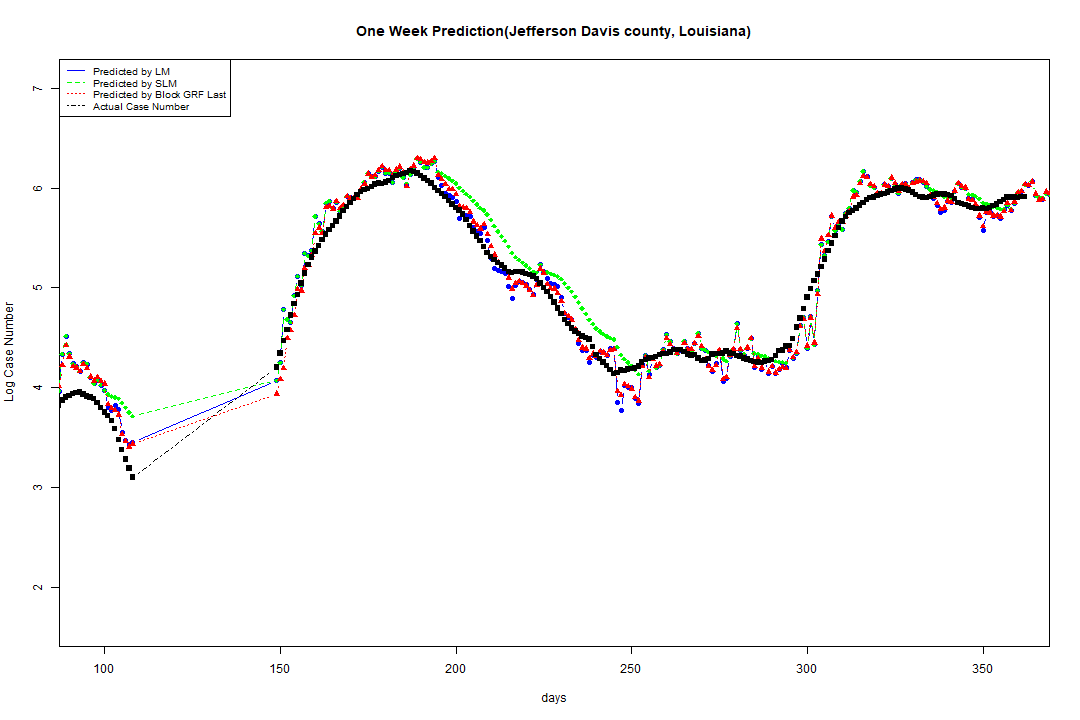 One Week Prediction(Jefferson Davis county, Louisiana)
Predicted by LM
Predicted by SLM
Predicted by Block GRF Last
Actual Case Number
7
6
5
4
3
2
Log Case Number
100 150 200 250 300 350
days